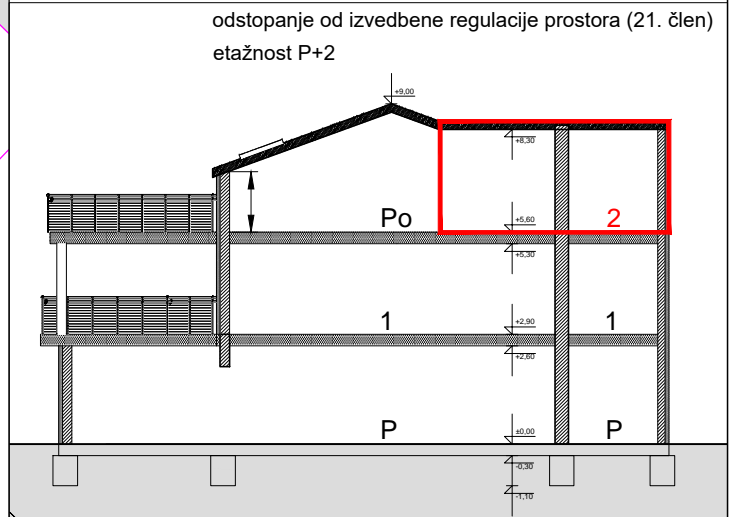 odstopanje od izvedbene regulacije prostora (21. člen)
etažnost P+2
+9,00
+8,30
Po
+5,60
2
+5,30
1
+2,90
1
+2,60
P
±0,00
P
-0,30
-1,10